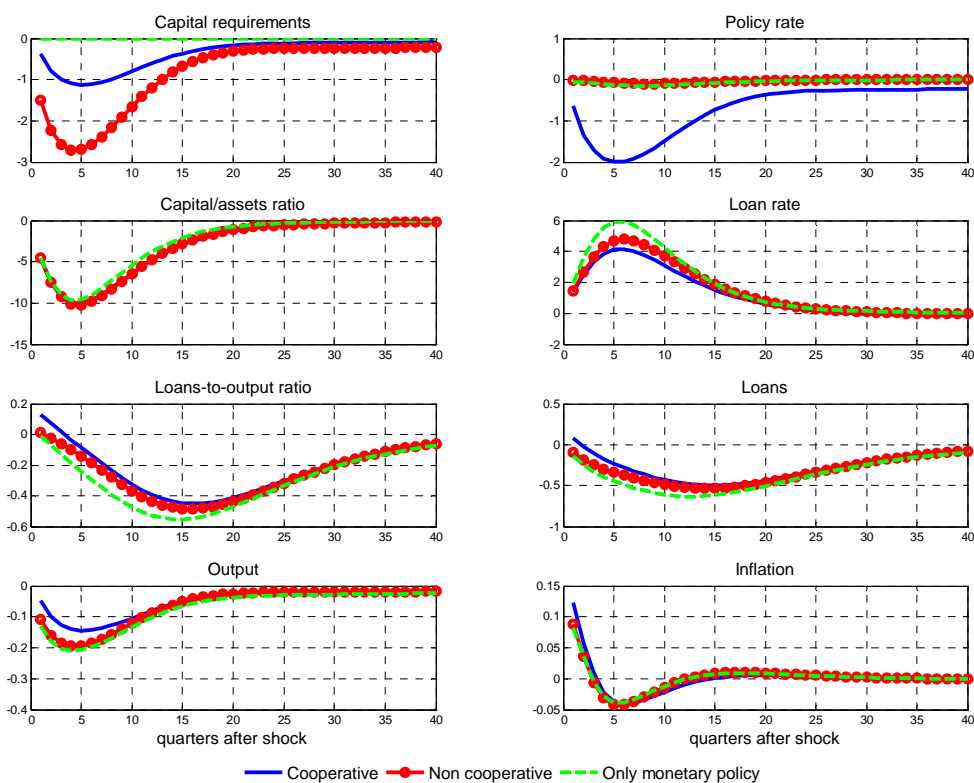 Capital requirements
0
-1
-2
-3
0 5 10 15 20 25 30 35 40
Policy rate
1
0
-1
-2
0 5 10 15 20 25 30 35 40
Capital/assets ratio
0
-5
-10
-15
0 5 10 15 20 25 30 35 40
Loan rate
6
4
2
0
-2
0 5 10 15 20 25 30 35 40
Loans-to-output ratio
0.2
0
-0.2
-0.4
-0.6
0 5 10 15 20 25 30 35 40
Loans
0.5
0
-0.5
-1
0 5 10 15 20 25 30 35 40
Output
0
-0.1
-0.2
-0.3
-0.4
0 5 10 15 20 25 30 35 40
quarters after shock
Inflation
0.15
0.1
0.05
0
-0.05
0 5 10 15 20 25 30 35 40
quarters after shock
Cooperative Non cooperative Only monetary policy